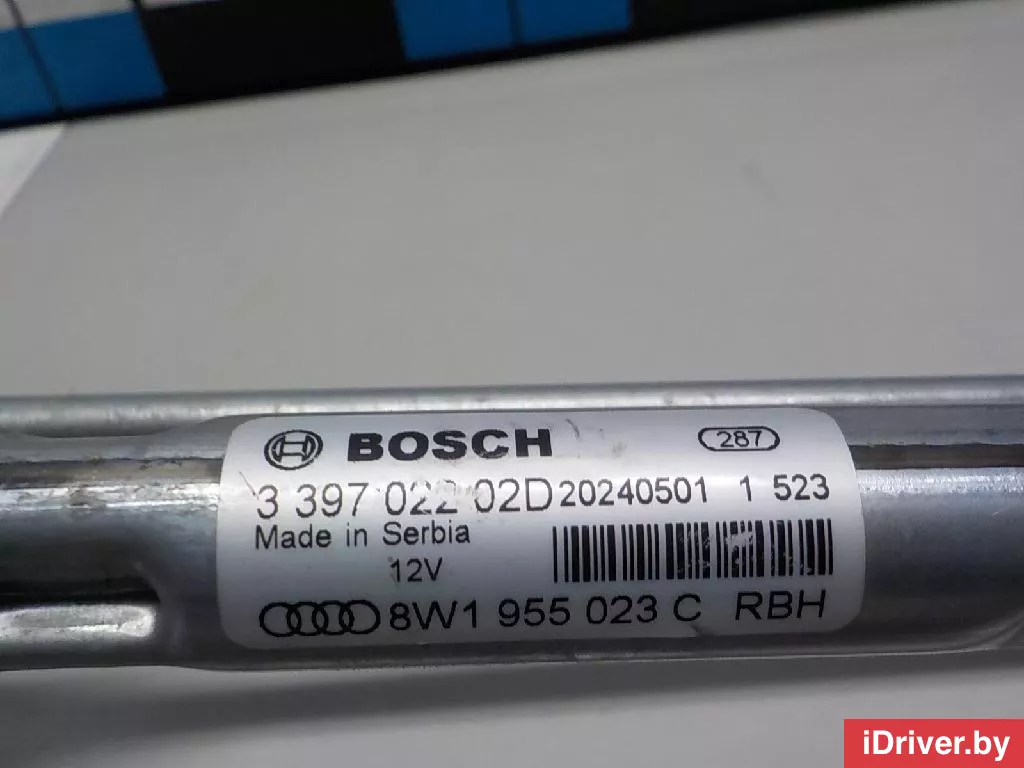 BOSCH 287
3 397 022 02D 20240501 1 523
Made in Serbia
12V
8W1 955 023 C RBH
iDriver.by